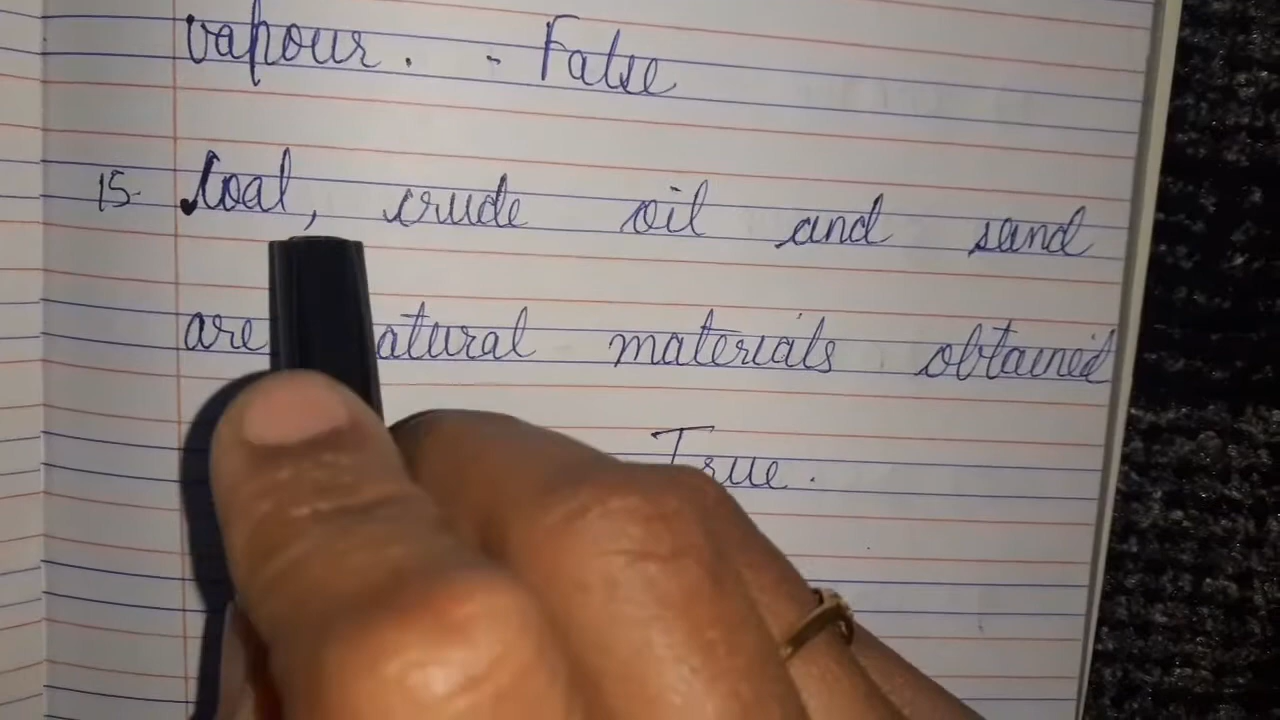 vapour. - False
15. Coal, crude oil and sand
are atural materials obtained
True.